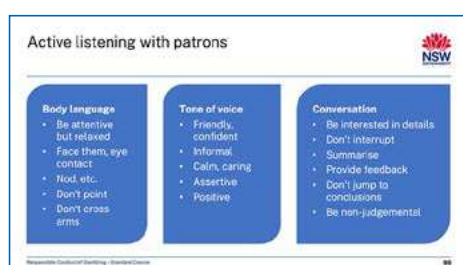 Active listening with patrons
NSW
GOVERNMENT
Body language
• Be attentive
but relaxed
• Face them, eye
contact
• Nod, etc.
• Don't point
• Don't cross
arms
Tone of voice
• Friendly,
confident
• Informal
• Calm, caring
• Assertive
• Positive
Conversation
• Be interested in details
• Don't interrupt
• Summarise
• Provide feedback
• Don't jump to
conclusions
• Be non-judgemental
Responsible Conduct of Gambling - Standard Course